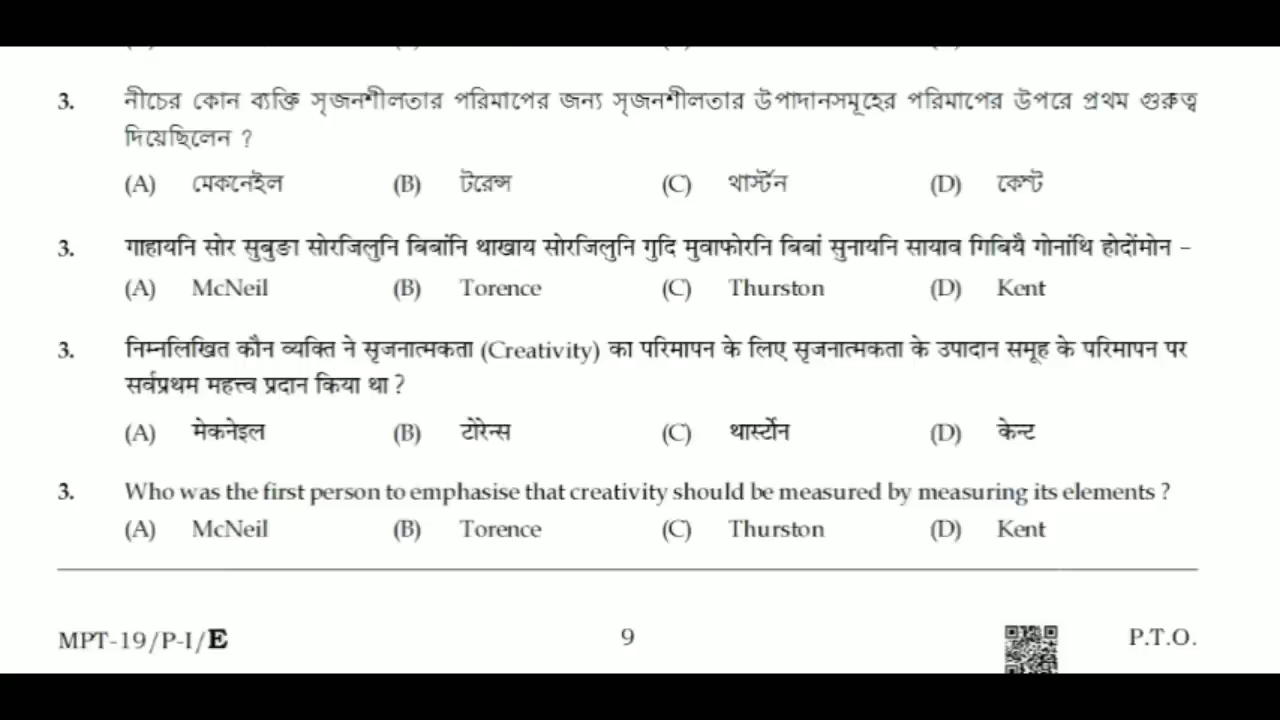 3. নীচের কোন ব্যক্তি সৃজনশীলতার পরিমাপের জন্য সৃজনশীলতার উপাদানসমূহের পরিমাপের উপরে প্রথম গুরুত্ব
দিয়েছিলেন ?
(A) মেকনেইল (B) টরেন্স (C) থার্স্টন (D) কেন্ট
3. गाहायनि सोर सुबुङा सोरजिलुनि बिबांनि थाखाय सोरजिलुनि गुदि मुवाफोरनि बिबां सुनायनि सायाव गिबियै गोनांथि होदोंमोन –
(A) McNeil (B) Torence (C) Thurston (D) Kent
3. निम्नलिखित कौन व्यक्ति ने सृजनात्मकता (Creativity) का परिमापन के लिए सृजनात्मकता के उपादान समूह के परिमापन पर
सर्वप्रथम महत्त्व प्रदान किया था ?
(A) मेकनेइल (B) टोरेन्स (C) थार्स्टोन (D) केन्ट
3. Who was the first person to emphasise that creativity should be measured by measuring its elements ?
(A) McNeil (B) Torence (C) Thurston (D) Kent
MPT-19/P-I/E 9 P.T.O.